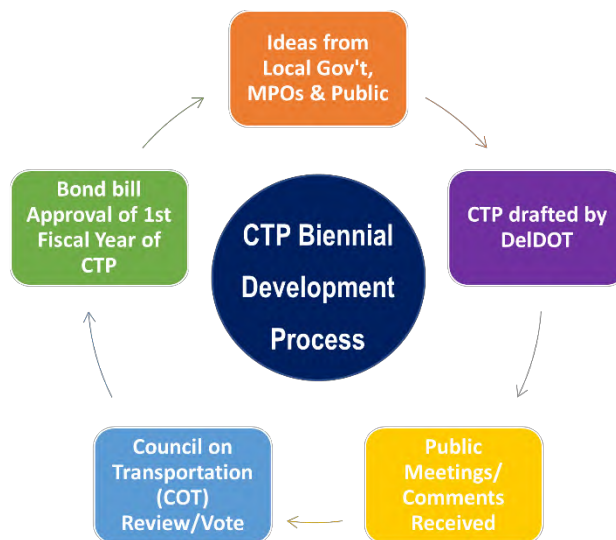 Ideas from
Local Gov't,
MPOs & Public
CTP drafted by
DelDOT
Public
Meetings/
Comments
Received
Council on
Transportation
(COT)
Review/Vote
Bond bill
Approval of 1st
Fiscal Year of
CTP
CTP Biennial
Development
Process